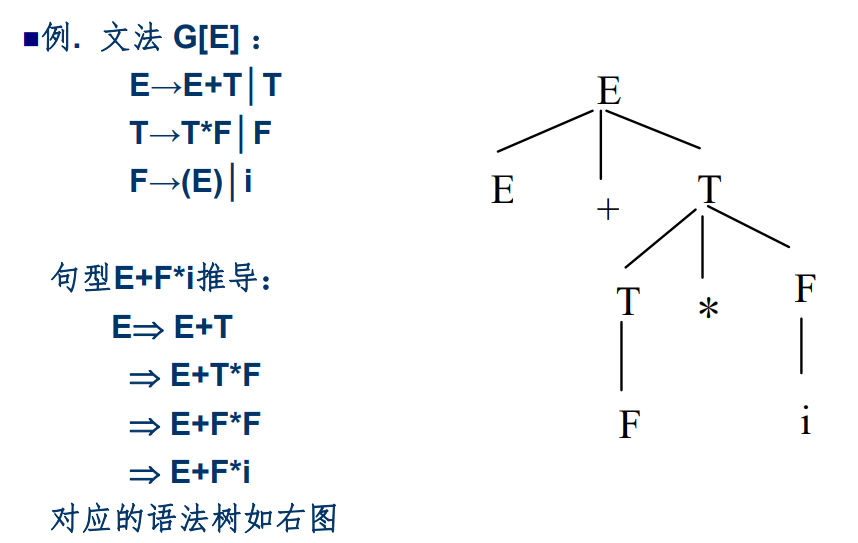 ■例. 文法 G[E] :
E→E+T|T
T→T*F|F
F→(E)|i
句型E+F*i推导:
E⇒ E+T
⇒ E+T*F
⇒ E+F*F
⇒ E+F*i
对应的语法树如右图
E
E + T
T * F
F i